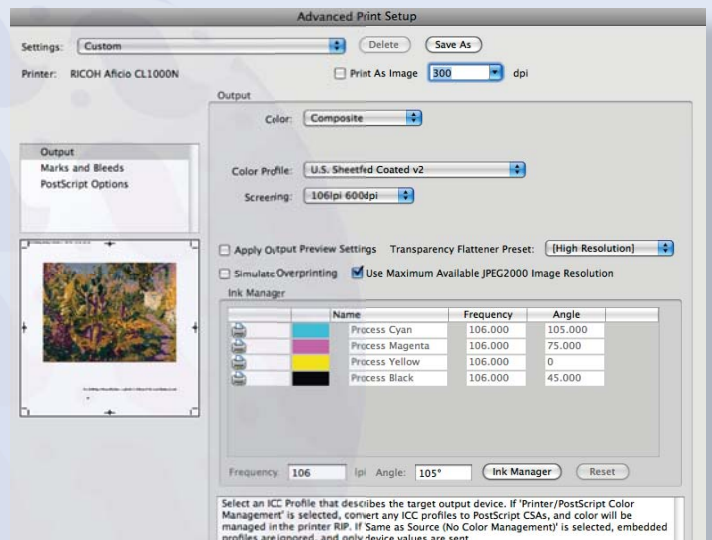 Advanced Print Setup
Settings: Custom Delete Save As
Printer: RICOH Aficio CL1000N Print As Image 300 dpi
Output
Color: Composite
Output
Marks and Bleeds
PostScript Options
Color Profile: U.S. Sheetfed Coated v2
Screening: 106lpi 600dpi
Apply Output Preview Settings Transparency Flattener Preset: [High Resolution]
Simulate Overprinting Use Maximum Available JPEG2000 Image Resolution
Ink Manager
Name Frequency Angle
Process Cyan 106.000 105.000
Process Magenta 106.000 75.000
Process Yellow 106.000 0
Process Black 106.000 45.000
Frequency: 106 lpi Angle: 105° Ink Manager Reset
Select an ICC Profile that describes the target output device. If 'Printer/PostScript Color
Management' is selected, convert any ICC profiles to PostScript CSAs, and color will be
managed in the printer RIP. If 'Same as Source (No Color Management)' is selected, embedded
profiles are ignored, and only device values are sent.